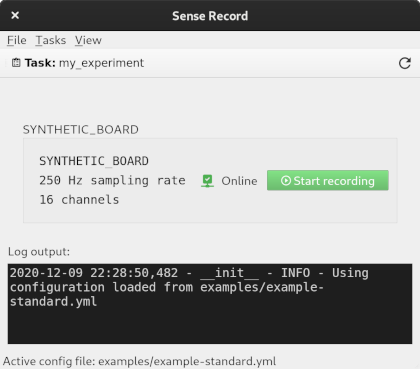 Sense Record
File Tasks View
Task: my_experiment
SYNTHETIC_BOARD
SYNTHETIC_BOARD
250 Hz sampling rate
16 channels
Online
Start recording
Log output:
2020-12-09 22:28:50,482 - __init__ - INFO - Using
configuration loaded from examples/example-
standard.yml
Active config file: examples/example-standard.yml